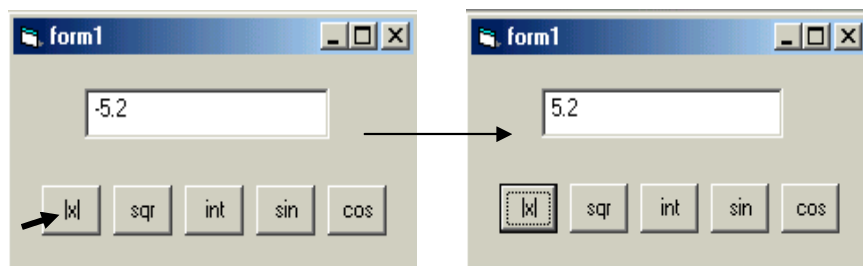 form1
-5.2
|x| sqr int sin cos
form1
5.2
|x| sqr int sin cos